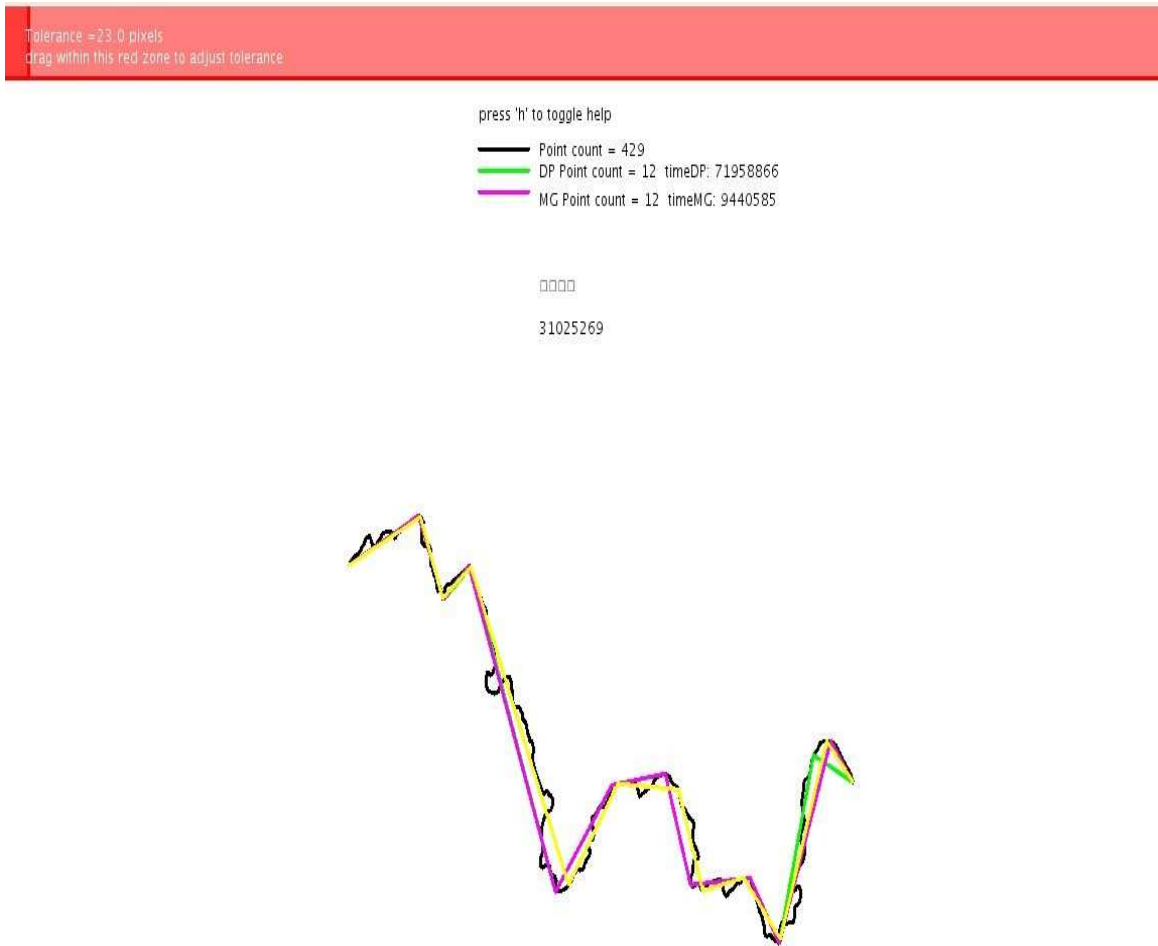 Tolerance =23.0 pixels
drag within this red zone to adjust tolerance
press 'h' to toggle help
Point count = 429
DP Point count = 12 timeDP: 71958866
MG Point count = 12 timeMG: 9440585
□□□□
31025269